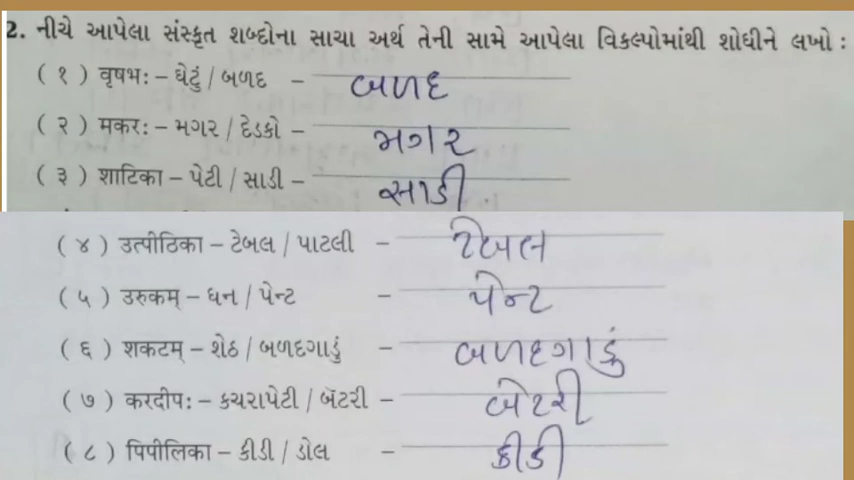 2. નીચે આપેલા સંસ્કૃત શબ્દોના સાચા અર્થ તેની સામે આપેલા વિકલ્પોમાંથી શોધીને લખો :
( १ ) वृषभः – ઘેટું / બળદ – બળદ
( २ ) मकरः – મગર / દેડકો – મગર
( ३ ) शाटिका – પેટી / સાડી – સાડી
( ४ ) उत्पीठिका – ટેબલ / પાટલી – ટેબલ
( ५ ) उरुकम् – ધન / પેન્ટ – પેન્ટ
( ६ ) शकटम् – શેઠ / બળદગાડું – બળદગાડું
( ७ ) करदीपः – કચરાપેટી / બૅટરી – બેટરી
( ८ ) पिपीलिका – કીડી / ડોલ – કીડી